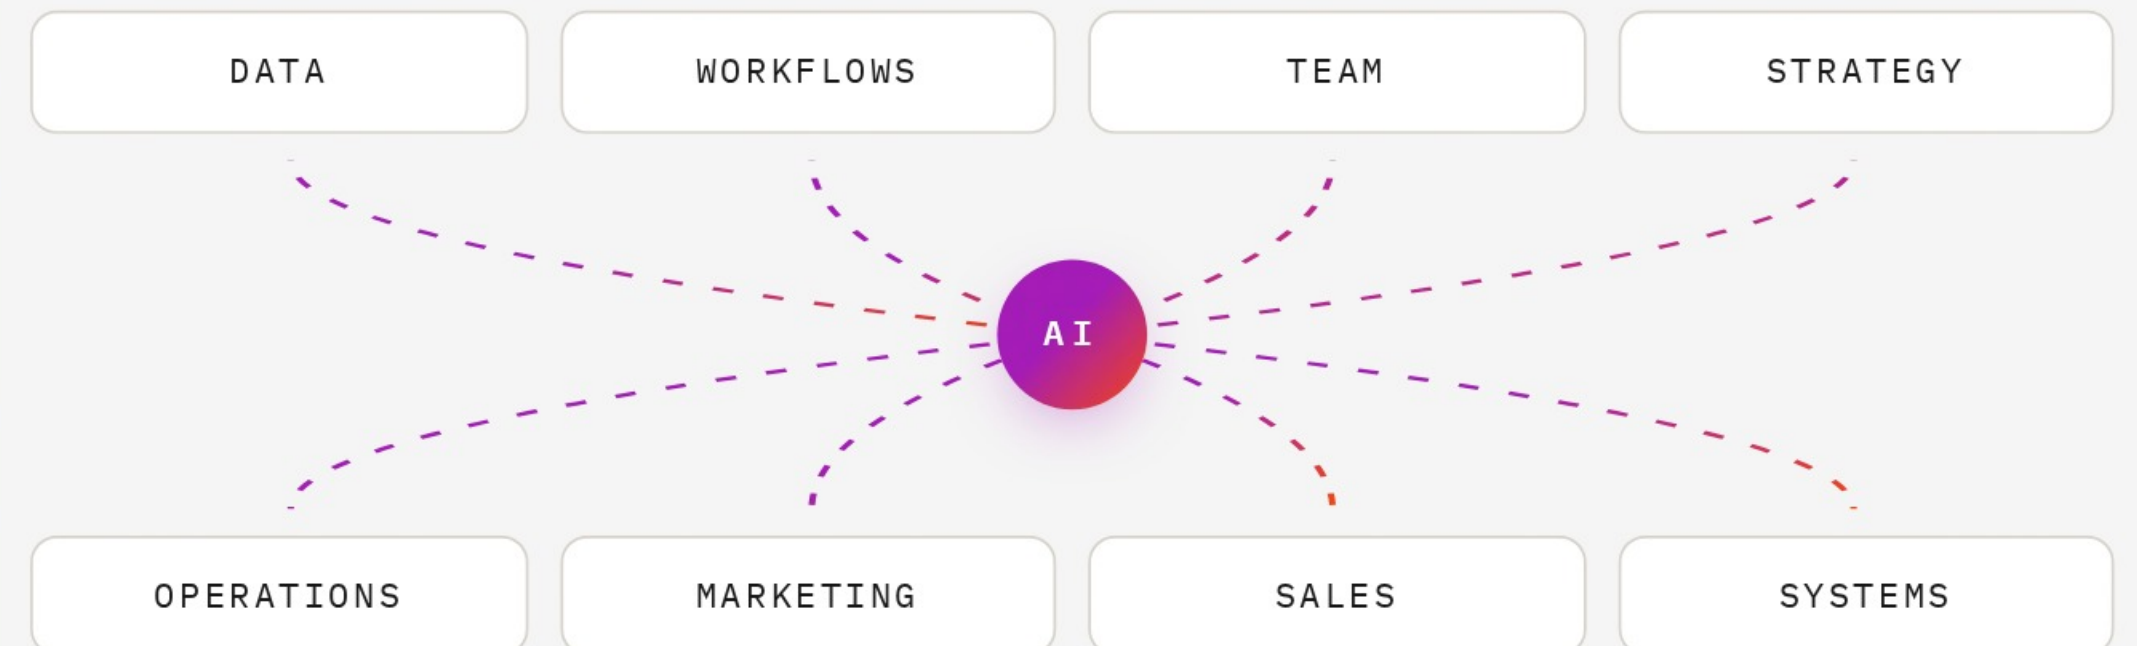 DATA
WORKFLOWS
TEAM
STRATEGY
AI
OPERATIONS
MARKETING
SALES
SYSTEMS